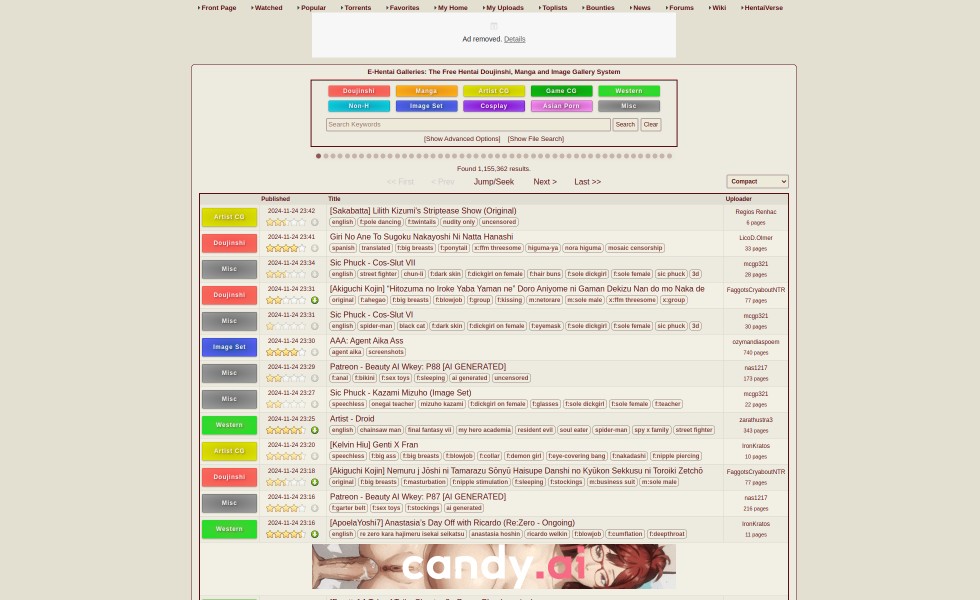 Front Page Watched Popular Torrents Favorites My Home My Uploads Toplists Bounties News Forums Wiki HentaiVerse
Ad removed. Details
E-Hentai Galleries: The Free Hentai Doujinshi, Manga and Image Gallery System
Doujinshi Manga Artist CG Game CG Western
Non-H Image Set Cosplay Asian Porn Misc
Search Keywords Search Clear
[Show Advanced Options] [Show File Search]
Found 1,155,362 results.
<< First < Prev Jump/Seek Next > Last >> Compact
Published Title Uploader
Artist CG 2024-11-24 23:42 [Sakabatta] Lilith Kizumi's Striptease Show (Original) Regios Renhac
english f:pole dancing f:twintails nudity only uncensored 6 pages
Doujinshi 2024-11-24 23:41 Giri No Ane To Sugoku Nakayoshi Ni Natta Hanashi LicoD.Olmer
spanish translated f:big breasts f:ponytail x:ffm threesome higuma-ya nora higuma mosaic censorship 33 pages
Misc 2024-11-24 23:34 Sic Phuck - Cos-Slut VII mcgp321
english street fighter chun-li f:dark skin f:dickgirl on female f:hair buns f:sole dickgirl f:sole female sic phuck 3d 28 pages
Doujinshi 2024-11-24 23:31 [Akiguchi Kojin] "Hitozuma no Iroke Yaba Yaman ne" Doro Aniyome ni Gaman Dekizu Nan do mo Naka de FaggotsCryaboutNTR
original f:ahegao f:big breasts f:blowjob f:group f:kissing m:netorare m:sole male x:ffm threesome x:group 77 pages
Misc 2024-11-24 23:31 Sic Phuck - Cos-Slut VI mcgp321
english spider-man black cat f:dark skin f:dickgirl on female f:eyemask f:sole dickgirl f:sole female sic phuck 3d 30 pages
Image Set 2024-11-24 23:30 AAA: Agent Aika Ass ozymandiaspoem
agent aika screenshots 740 pages
Misc 2024-11-24 23:29 Patreon - Beauty AI Wkey: P88 [AI GENERATED] nas1217
f:anal f:bikini f:sex toys f:sleeping ai generated uncensored 173 pages
Misc 2024-11-24 23:27 Sic Phuck - Kazami Mizuho (Image Set) mcgp321
speechless onegai teacher mizuho kazami f:dickgirl on female f:glasses f:sole dickgirl f:sole female f:teacher 22 pages
Western 2024-11-24 23:25 Artist - Droid zarathustra3
english chainsaw man final fantasy vii my hero academia resident evil soul eater spider-man spy x family street fighter 343 pages
Artist CG 2024-11-24 23:20 [Kelvin Hiu] Genti X Fran IronKratos
speechless f:big ass f:big breasts f:blowjob f:collar f:demon girl f:eye-covering bang f:nakadashi f:nipple piercing 10 pages
Doujinshi 2024-11-24 23:18 [Akiguchi Kojin] Nemuru j Jōshi ni Tamarazu Sōnyū Haisupe Danshi no Kyūkon Sekkusu ni Toroiki Zetchō FaggotsCryaboutNTR
original f:big breasts f:masturbation f:nipple stimulation f:sleeping f:stockings m:business suit m:sole male 77 pages
Misc 2024-11-24 23:16 Patreon - Beauty AI Wkey: P87 [AI GENERATED] nas1217
f:garter belt f:sex toys f:stockings ai generated 216 pages
Western 2024-11-24 23:16 [ApoelaYoshi7] Anastasia's Day Off with Ricardo (Re:Zero - Ongoing) IronKratos
english re zero kara hajimeru isekai seikatsu anastasia hoshin ricardo welkin f:blowjob f:cumflation f:deepthroat 11 pages
candy.ai